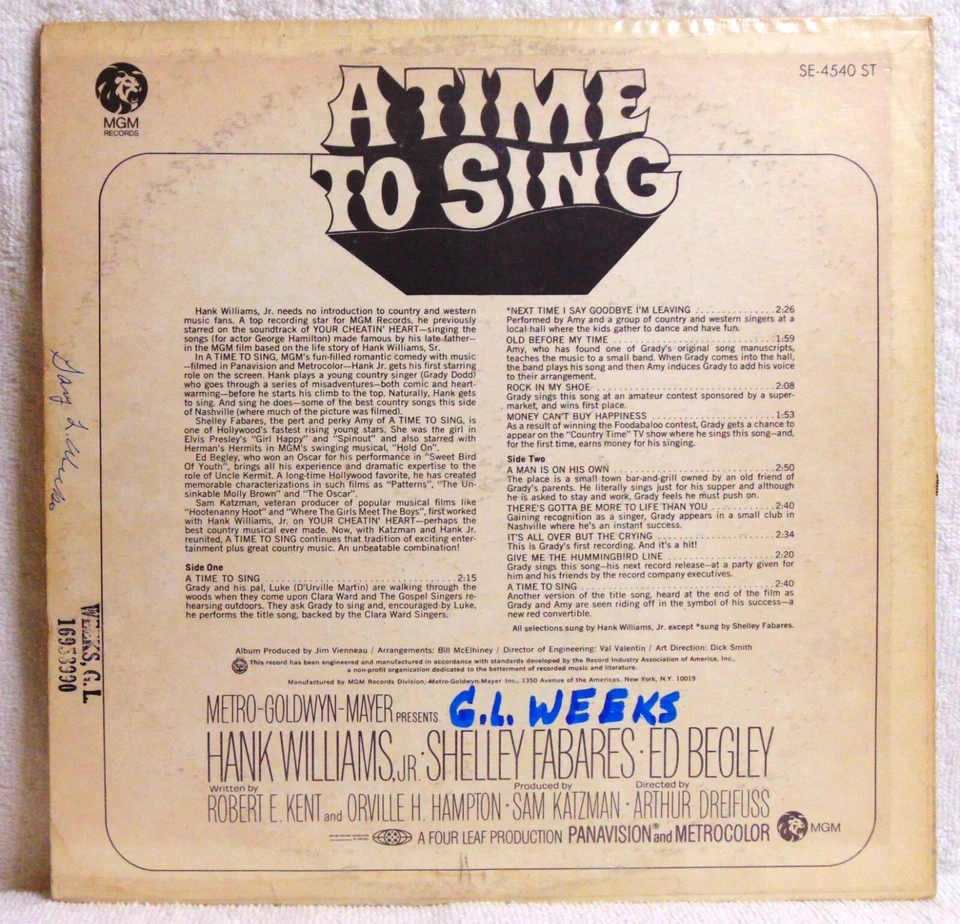 MGM
RECORDS
SE-4540 ST
A TIME
TO SING
Hank Williams, Jr. needs no introduction to country and western
music fans. A top recording star for MGM Records, he previously
starred on the soundtrack of YOUR CHEATIN' HEART—singing the
songs (for actor George Hamilton) made famous by his late father—
in the MGM film based on the life story of Hank Williams, Sr.
In A TIME TO SING, MGM's fun-filled romantic comedy with music
—filmed in Panavision and Metrocolor—Hank Jr. gets his first starring
role on the screen. Hank plays a young country singer (Grady Dodd)
who goes through a series of misadventures—both comic and heart-
warming—before he starts his climb to the top. Naturally, Hank gets
to sing. And sing he does—some of the best country songs this side
of Nashville (where much of the picture was filmed).
Shelley Fabares, the pert and perky Amy of A TIME TO SING, is
one of Hollywood's fastest rising young stars. She was the girl in
Elvis Presley's "Girl Happy" and "Spinout" and also starred with
Herman's Hermits in MGM's swinging musical, "Hold On".
Ed Begley, who won an Oscar for his performance in "Sweet Bird
Of Youth", brings all his experience and dramatic expertise to the
role of Uncle Kermit. A long-time Hollywood favorite, he has created
memorable characterizations in such films as "Patterns", "The Un-
sinkable Molly Brown" and "The Oscar".
Sam Katzman, veteran producer of popular musical films like
"Hootenanny Hoot" and "Where The Girls Meet The Boys", first worked
with Hank Williams, Jr. on YOUR CHEATIN' HEART—perhaps the
best country musical ever made. Now, with Katzman and Hank Jr.
reunited, A TIME TO SING continues that tradition of exciting enter-
tainment plus great country music. An unbeatable combination!
Side One
A TIME TO SING ..............................2:15
Grady and his pal, Luke (D'Urville Martin) are walking through the
woods when they come upon Clara Ward and The Gospel Singers re-
hearsing outdoors. They ask Grady to sing and, encouraged by Luke,
he performs the title song, backed by the Clara Ward Singers.
*NEXT TIME I SAY GOODBYE I'M LEAVING ..............2:26
Performed by Amy and a group of country and western singers at a
local hall where the kids gather to dance and have fun.
OLD BEFORE MY TIME ..............................1:59
Amy, who has found one of Grady's original song manuscripts,
teaches the music to a small band. When Grady comes into the hall,
the band plays his song and then Amy induces Grady to add his voice
to their arrangement.
ROCK IN MY SHOE ..............................2:08
Grady sings this song at an amateur contest sponsored by a super-
market, and wins first place.
MONEY CAN'T BUY HAPPINESS ......................1:53
As a result of winning the Foodabaloo contest, Grady gets a chance to
appear on the "Country Time" TV show where he sings this song—and,
for the first time, earns money for his singing.
Side Two
A MAN IS ON HIS OWN ..............................2:50
The place is a small town bar-and-grill owned by an old friend of
Grady's parents. He literally sings just for his supper and although
he is asked to stay and work, Grady feels he must push on.
THERE'S GOTTA BE MORE TO LIFE THAN YOU ..........2:40
Gaining recognition as a singer, Grady appears in a small club in
Nashville where he's an instant success.
IT'S ALL OVER BUT THE CRYING ....................2:34
This is Grady's first recording. And it's a hit!
GIVE ME THE HUMMINGBIRD LINE ....................2:20
Grady sings this song—his next record release—at a party given for
him and his friends by the record company executives.
A TIME TO SING ..............................2:40
Another version of the title song, heard at the end of the film as
Grady and Amy are seen riding off in the symbol of his success—a
new red convertible.
All selections sung by Hank Williams, Jr. except *sung by Shelley Fabares.
Album Produced by Jim Vienneau / Arrangements: Bill McElhiney / Director of Engineering: Val Valentin / Art Direction: Dick Smith
This record has been engineered and manufactured in accordance with standards developed by the Record Industry Association of America, Inc.,
a non-profit organization dedicated to the betterment of recorded music and literature.
Manufactured by MGM Records Division, Metro-Goldwyn-Mayer Inc., 1350 Avenue of the Americas, New York, N.Y. 10019
METRO-GOLDWYN-MAYER PRESENTS G.L. WEEKS
HANK WILLIAMS, JR. · SHELLEY FABARES · ED BEGLEY
Written by Produced by Directed by
ROBERT E. KENT and ORVILLE H. HAMPTON · SAM KATZMAN · ARTHUR DREIFUSS
A FOUR LEAF PRODUCTION PANAVISION® and METROCOLOR MGM
Gary
WEEKS, G.L
16953990